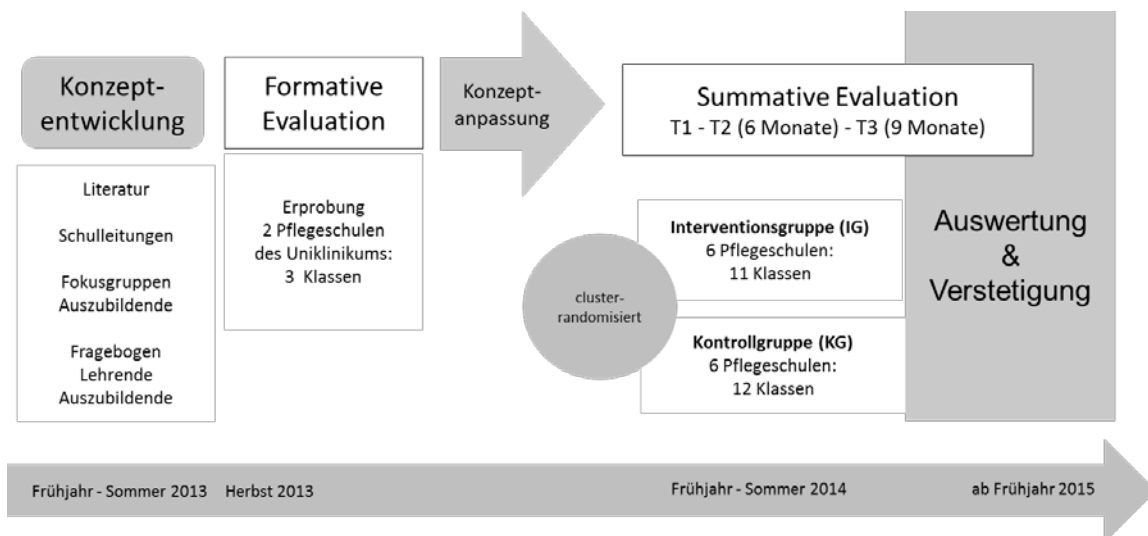 Konzept-
entwicklung
Literatur
Schulleitungen
Fokusgruppen
Auszubildende
Fragebogen
Lehrende
Auszubildende
Formative
Evaluation
Erprobung
2 Pflegeschulen
des Uniklinikums:
3 Klassen
Konzept-
anpassung
Summative Evaluation
T1 - T2 (6 Monate) - T3 (9 Monate)
cluster-
randomisiert
Interventionsgruppe (IG)
6 Pflegeschulen:
11 Klassen
Kontrollgruppe (KG)
6 Pflegeschulen:
12 Klassen
Auswertung
&
Verstetigung
Frühjahr - Sommer 2013 Herbst 2013 Frühjahr - Sommer 2014 ab Frühjahr 2015